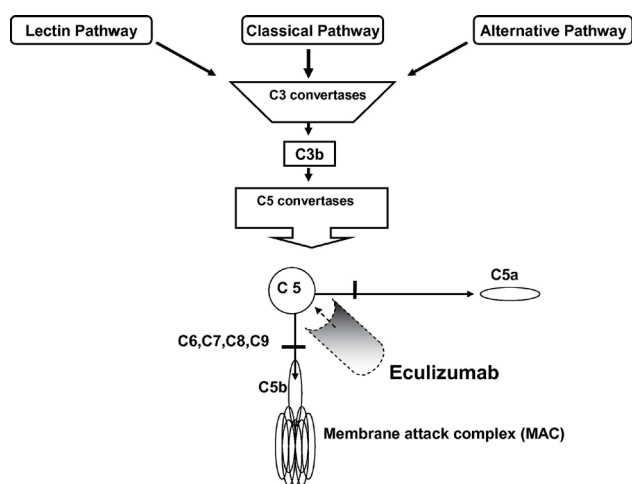 Lectin Pathway
Classical Pathway
Alternative Pathway
C3 convertases
C3b
C5 convertases
C5a
C 5
C6,C7,C8,C9
Eculizumab
C5b
Membrane attack complex (MAC)